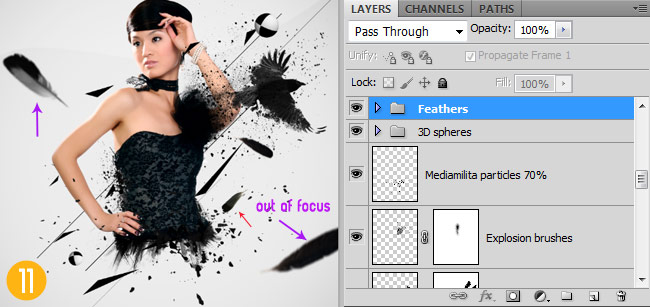 out of focus
11
LAYERS CHANNELS PATHS
Pass Through Opacity: 100%
Unify: Propagate Frame 1
Lock: Fill: 100%
Feathers
3D spheres
Mediamilita particles 70%
Explosion brushes
fx